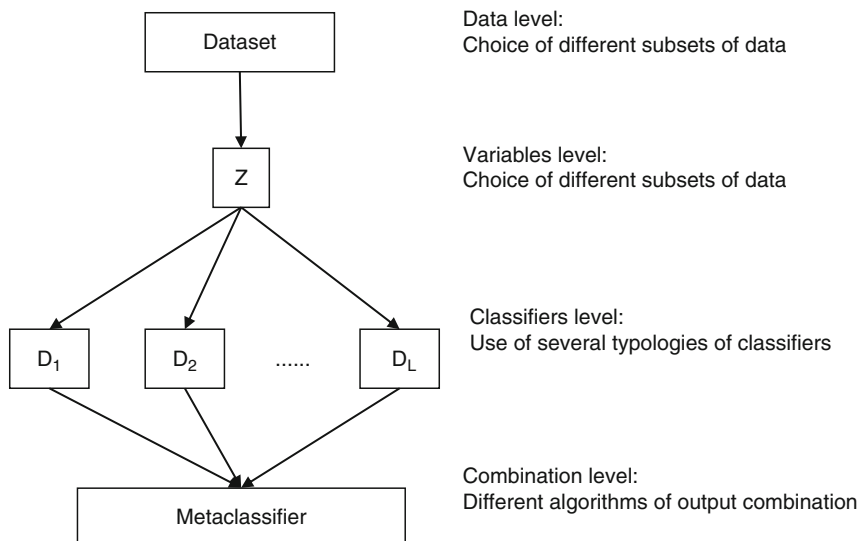 Dataset
Data level:
Choice of different subsets of data
Z
Variables level:
Choice of different subsets of data
D1
D2
......
DL
Classifiers level:
Use of several typologies of classifiers
Metaclassifier
Combination level:
Different algorithms of output combination